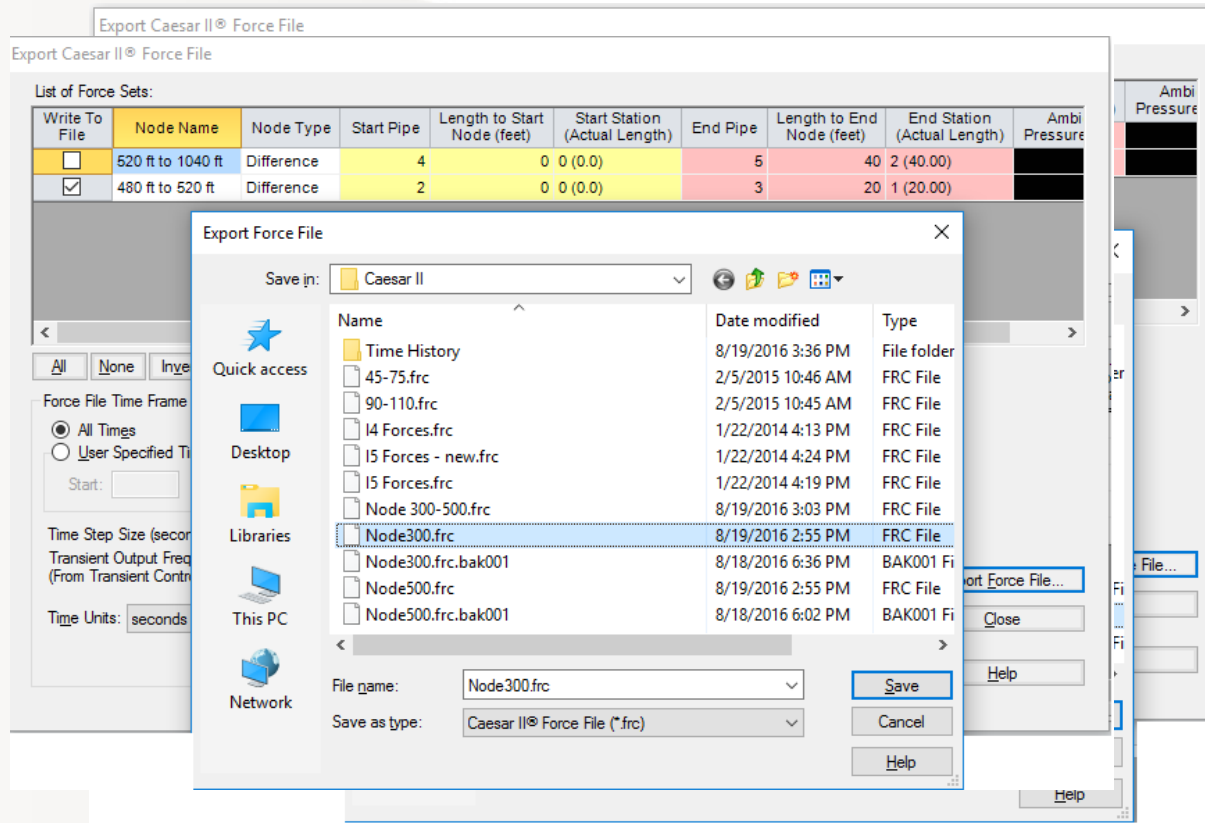 Export Caesar II® Force File
Export Caesar II® Force File
List of Force Sets:
Write To File Node Name Node Type Start Pipe Length to Start Node (feet) Start Station (Actual Length) End Pipe Length to End Node (feet) End Station (Actual Length) Ambi Pressure
Ambi Pressure
520 ft to 1040 ft Difference 4 0 0 (0.0) 5 40 2 (40.00)
480 ft to 520 ft Difference 2 0 0 (0.0) 3 20 1 (20.00)
Export Force File
Save in: Caesar II
Name Date modified Type
Time History 8/19/2016 3:36 PM File folder
45-75.frc 2/5/2015 10:46 AM FRC File
90-110.frc 2/5/2015 10:45 AM FRC File
I4 Forces.frc 1/22/2014 4:13 PM FRC File
I5 Forces - new.frc 1/22/2014 4:24 PM FRC File
I5 Forces.frc 1/22/2014 4:19 PM FRC File
Node 300-500.frc 8/19/2016 3:03 PM FRC File
Node300.frc 8/19/2016 2:55 PM FRC File
Node300.frc.bak001 8/18/2016 6:36 PM BAK001 Fi
Node500.frc 8/19/2016 2:55 PM FRC File
Node500.frc.bak001 8/18/2016 6:02 PM BAK001 Fi
Quick access
Desktop
Libraries
This PC
Network
File name: Node300.frc Save
Save as type: Caesar II® Force File (*.frc) Cancel
Help
All None Inve
Force File Time Frame
All Times
User Specified Ti
Start:
Time Step Size (secon
Transient Output Freq
(From Transient Contr
Time Units: seconds
ort Force File...
Close
Help
er
File...
Fi
Fi
Help